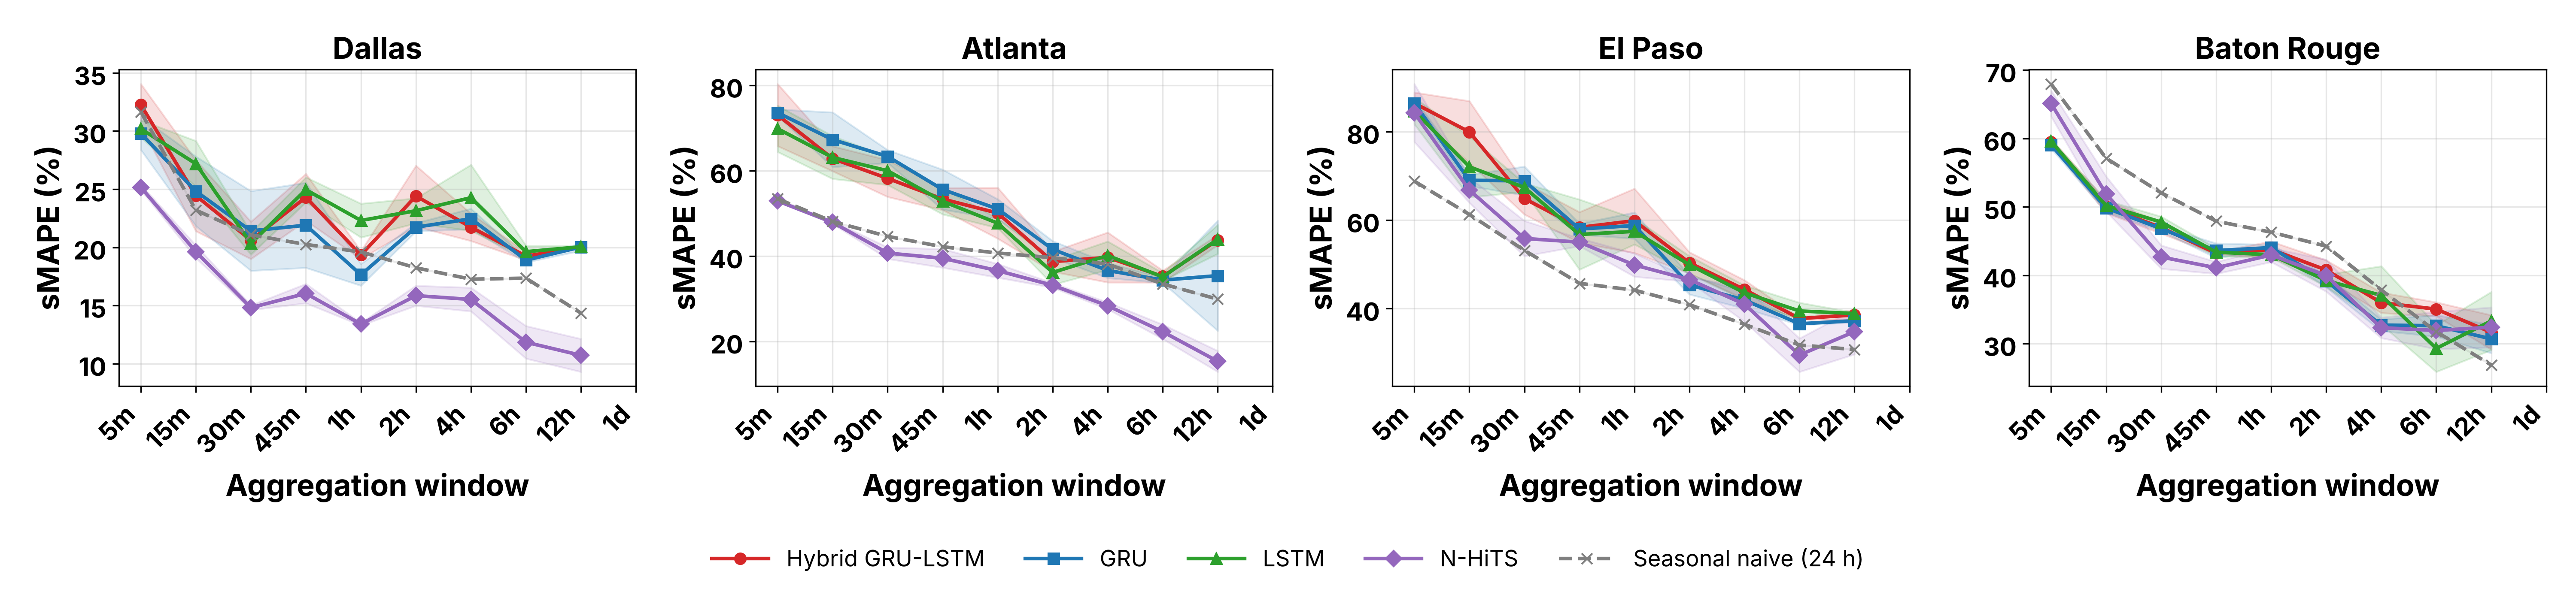 Dallas
sMAPE (%)
35
30
25
20
15
10
5m 15m 30m 45m 1h 2h 4h 6h 12h 1d
Aggregation window
Atlanta
sMAPE (%)
80
60
40
20
5m 15m 30m 45m 1h 2h 4h 6h 12h 1d
Aggregation window
El Paso
sMAPE (%)
80
60
40
5m 15m 30m 45m 1h 2h 4h 6h 12h 1d
Aggregation window
Baton Rouge
sMAPE (%)
70
60
50
40
30
5m 15m 30m 45m 1h 2h 4h 6h 12h 1d
Aggregation window
Hybrid GRU-LSTM GRU LSTM N-HiTS Seasonal naive (24 h)